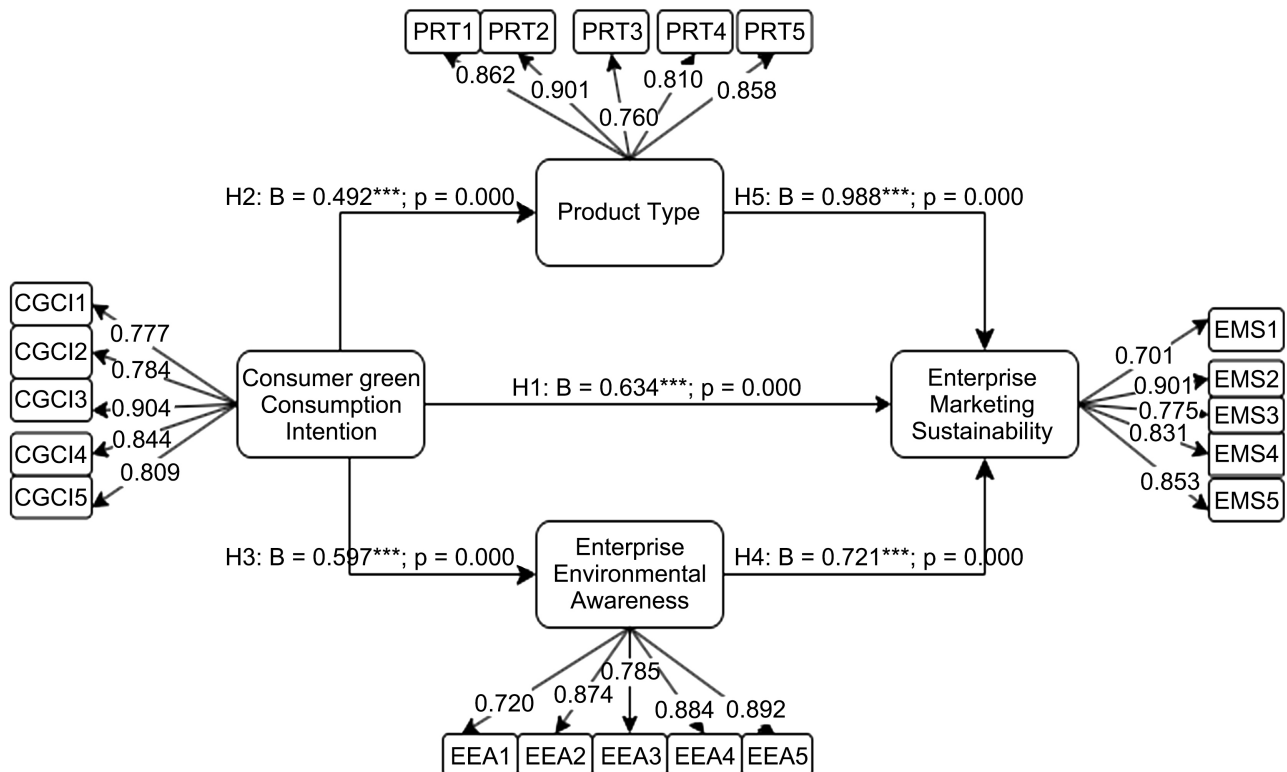 PRT1 PRT2 PRT3 PRT4 PRT5
0.862 0.901 0.760 0.810 0.858
H2: B = 0.492***; p = 0.000
Product Type
H5: B = 0.988***; p = 0.000
CGCI1
CGCI2
CGCI3
CGCI4
CGCI5
0.777
0.784
0.904
0.844
0.809
Consumer green
Consumption
Intention
H1: B = 0.634***; p = 0.000
Enterprise
Marketing
Sustainability
0.701
0.901
0.775
0.831
0.853
EMS1
EMS2
EMS3
EMS4
EMS5
H3: B = 0.597***; p = 0.000
Enterprise
Environmental
Awareness
H4: B = 0.721***; p = 0.000
0.720 0.874 0.785 0.884 0.892
EEA1 EEA2 EEA3 EEA4 EEA5